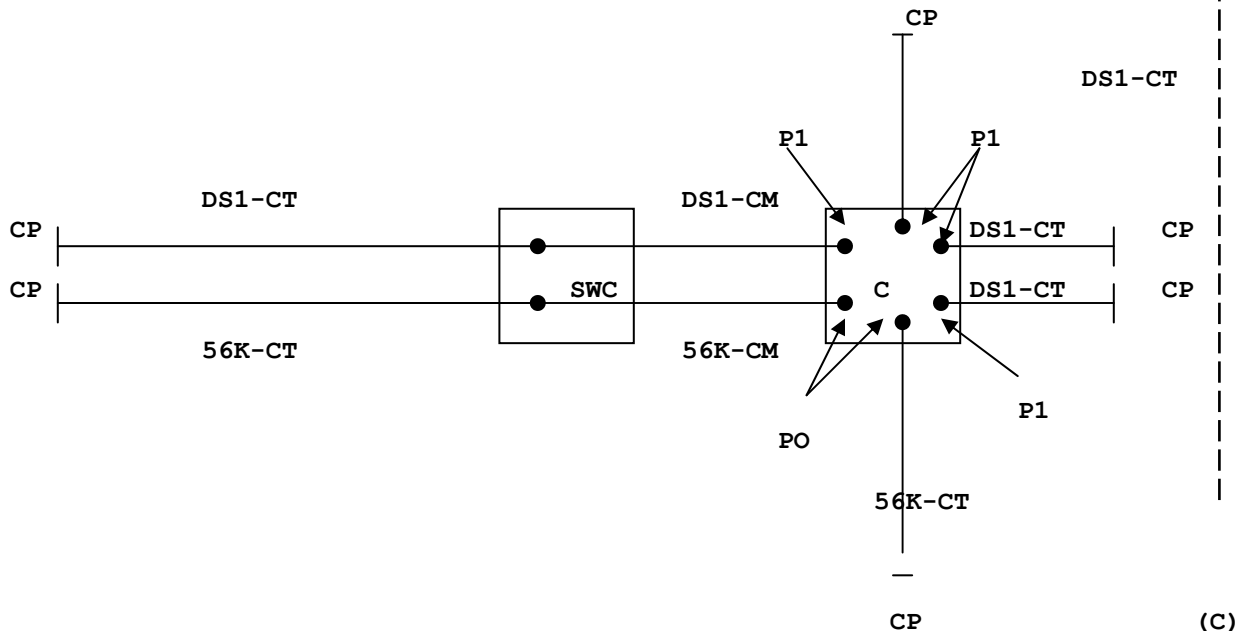 CP
DS1-CT
P1 P1
DS1-CT DS1-CM
CP DS1-CT CP
CP SWC C DS1-CT CP
56K-CT 56K-CM
P1
PO
56K-CT
CP (C)